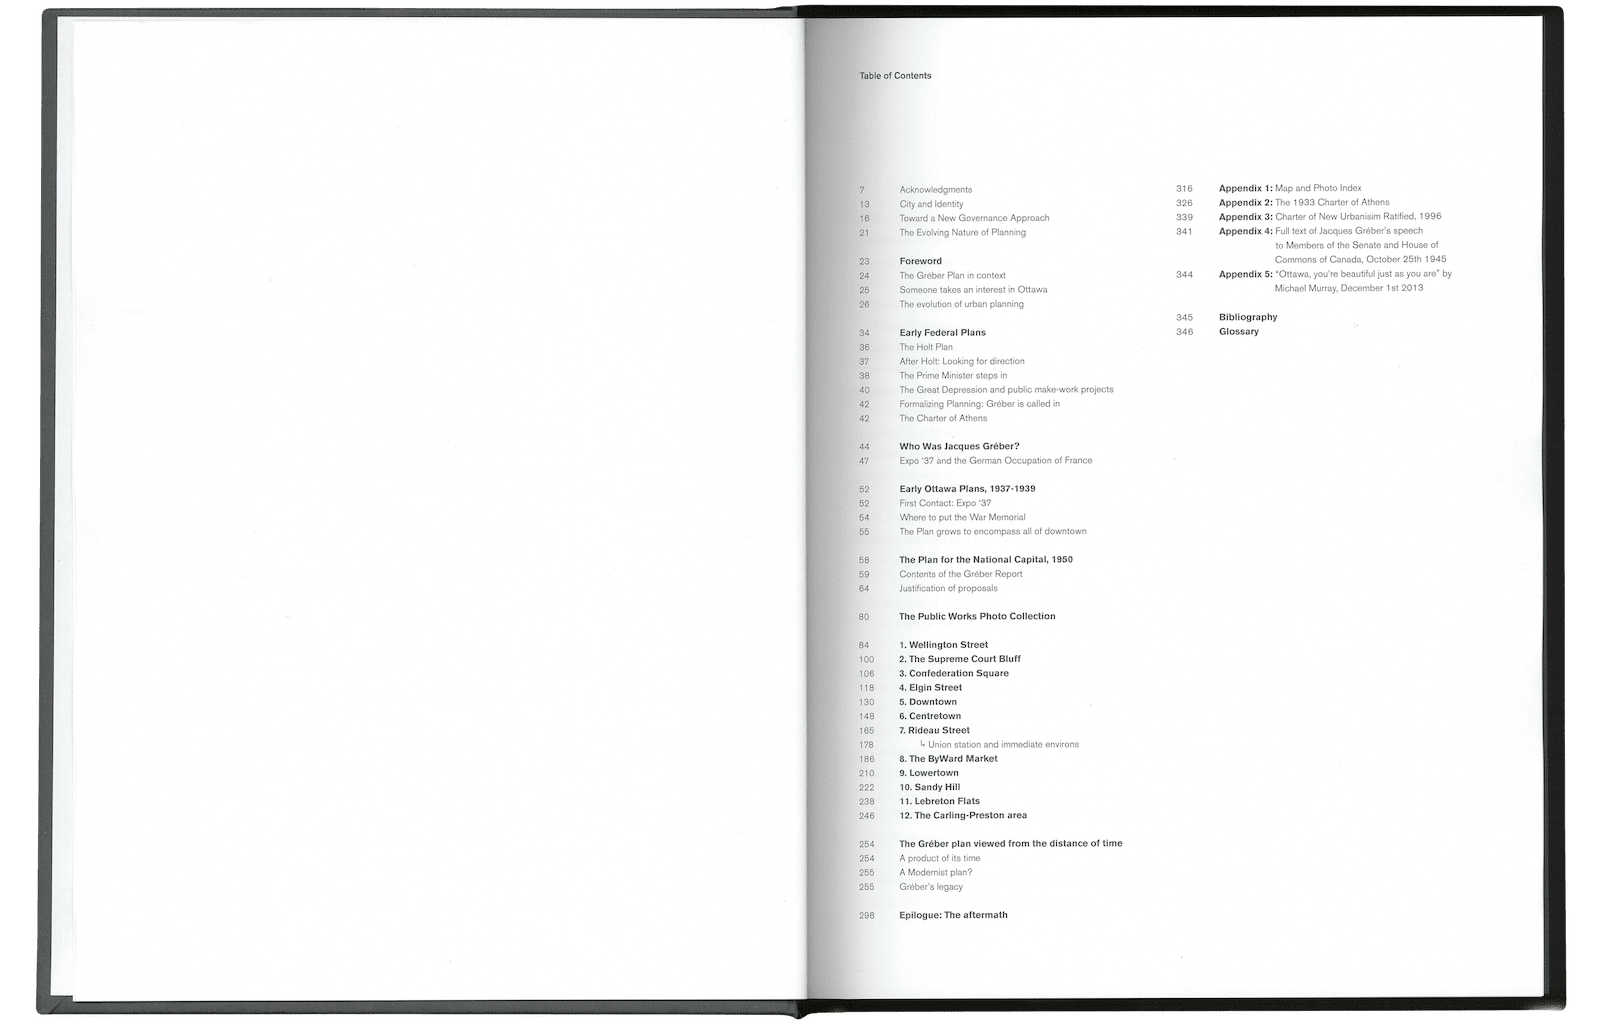 Table of Contents
7 Acknowledgments
13 City and Identity
16 Toward a New Governance Approach
21 The Evolving Nature of Planning
23 Foreword
24 The Gréber Plan in context
25 Someone takes an interest in Ottawa
26 The evolution of urban planning
34 Early Federal Plans
36 The Holt Plan
37 After Holt: Looking for direction
38 The Prime Minister steps in
40 The Great Depression and public make-work projects
42 Formalizing Planning: Gréber is called in
42 The Charter of Athens
44 Who Was Jacques Gréber?
47 Expo '37 and the German Occupation of France
52 Early Ottawa Plans, 1937-1939
52 First Contact: Expo '37
54 Where to put the War Memorial
55 The Plan grows to encompass all of downtown
58 The Plan for the National Capital, 1950
59 Contents of the Gréber Report
64 Justification of proposals
80 The Public Works Photo Collection
84 1. Wellington Street
100 2. The Supreme Court Bluff
106 3. Confederation Square
118 4. Elgin Street
130 5. Downtown
148 6. Centretown
165 7. Rideau Street
178 ↳ Union station and immediate environs
186 8. The ByWard Market
210 9. Lowertown
222 10. Sandy Hill
238 11. Lebreton Flats
246 12. The Carling-Preston area
254 The Gréber plan viewed from the distance of time
254 A product of its time
255 A Modernist plan?
255 Gréber's legacy
298 Epilogue: The aftermath
316 Appendix 1: Map and Photo Index
326 Appendix 2: The 1933 Charter of Athens
339 Appendix 3: Charter of New Urbanisim Ratified, 1996
341 Appendix 4: Full text of Jacques Gréber's speech
to Members of the Senate and House of
Commons of Canada, October 25th 1945
344 Appendix 5: "Ottawa, you're beautiful just as you are" by
Michael Murray, December 1st 2013
345 Bibliography
346 Glossary